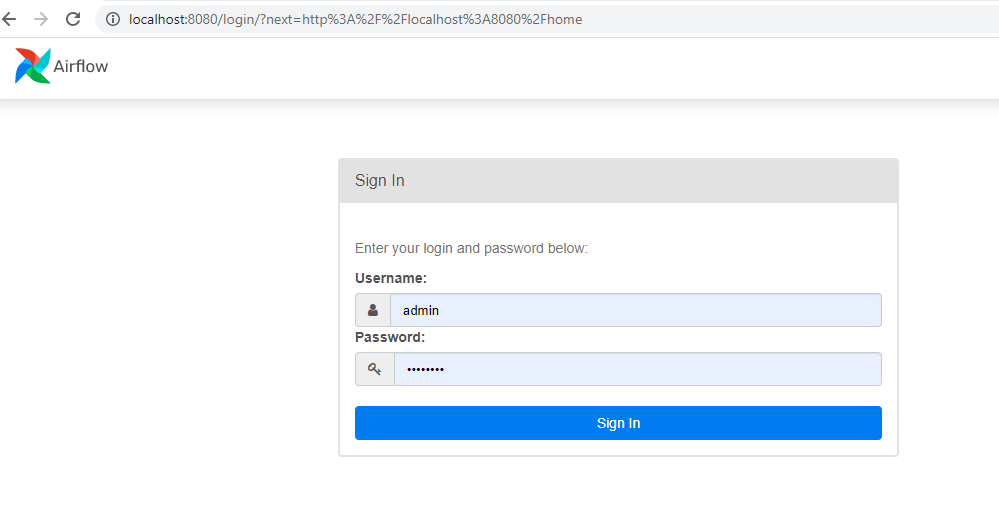 localhost:8080/login/?next=http%3A%2F%2Flocalhost%3A8080%2Fhome
Airflow
Sign In
Enter your login and password below:
Username:
admin
Password:
••••••••
Sign In